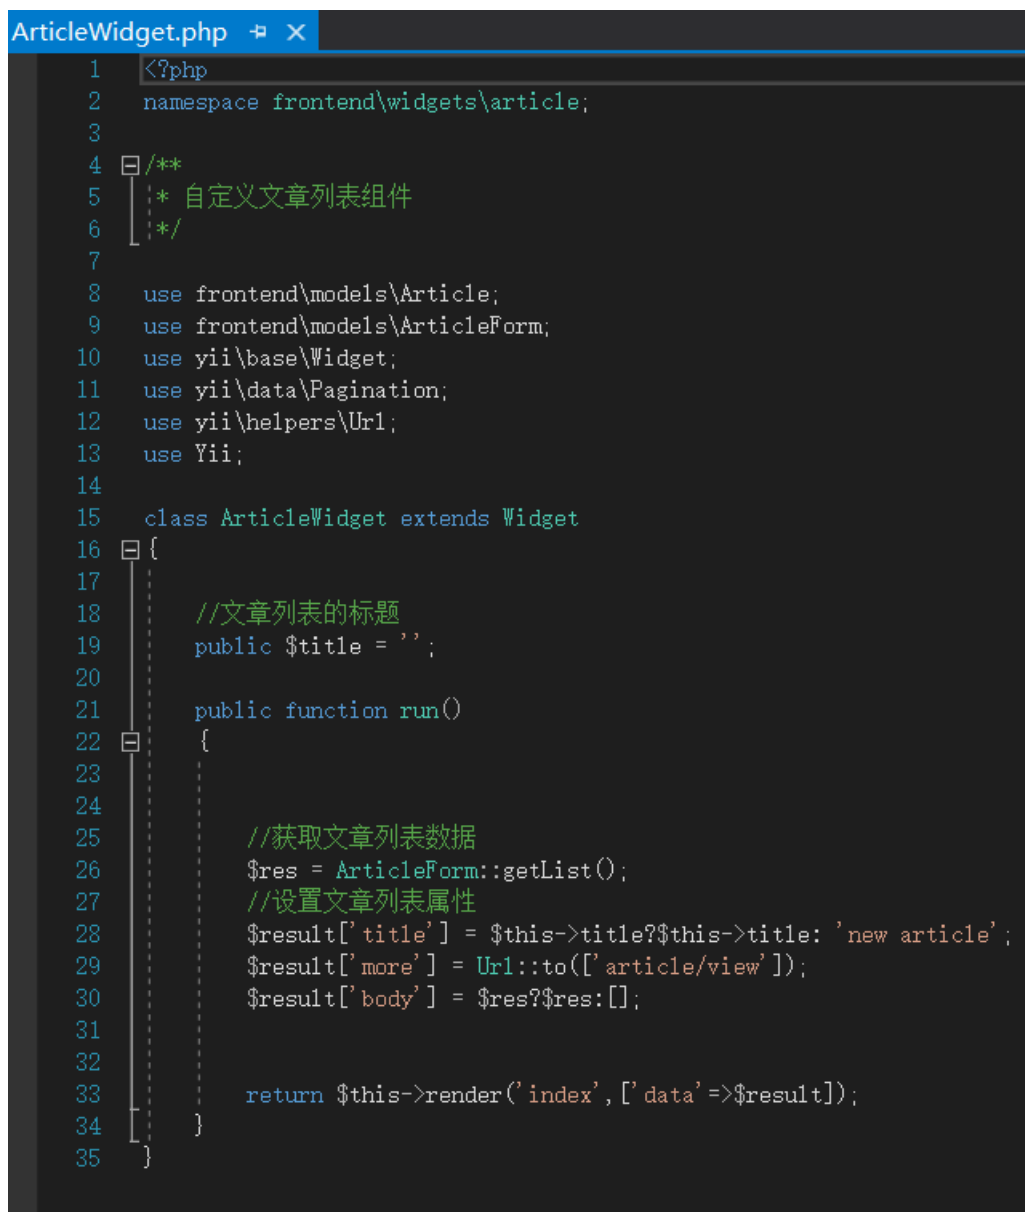 ArticleWidget.php
1 <?php
2 namespace frontend\widgets\article;
3
4 /**
5 * 自定义文章列表组件
6 */
7
8 use frontend\models\Article;
9 use frontend\models\ArticleForm;
10 use yii\base\Widget;
11 use yii\data\Pagination;
12 use yii\helpers\Url;
13 use Yii;
14
15 class ArticleWidget extends Widget
16 {
17
18 //文章列表的标题
19 public $title = '';
20
21 public function run()
22 {
23
24
25 //获取文章列表数据
26 $res = ArticleForm::getList();
27 //设置文章列表属性
28 $result['title'] = $this->title?$this->title: 'new article';
29 $result['more'] = Url::to(['article/view']);
30 $result['body'] = $res?$res:[];
31
32
33 return $this->render('index',['data'=>$result]);
34 }
35 }